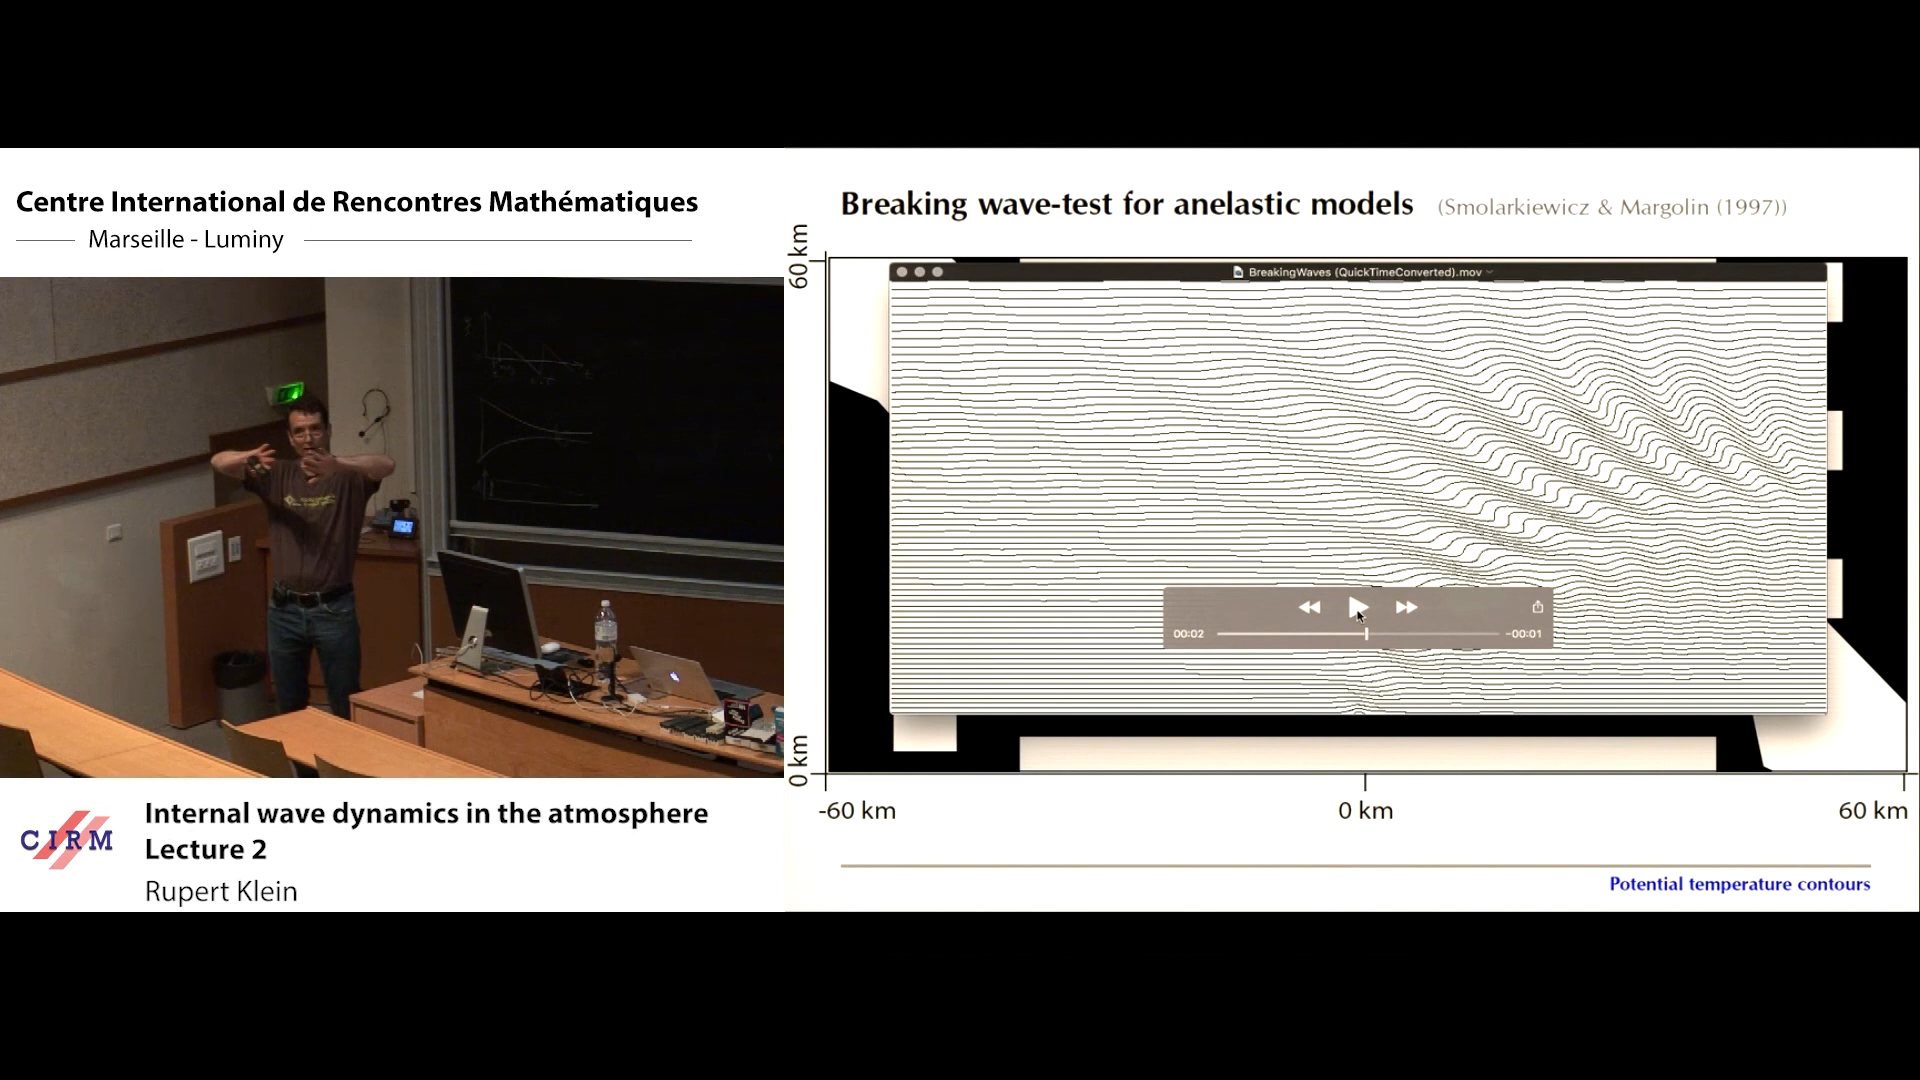 Centre International de Rencontres Mathématiques
Marseille - Luminy
Breaking wave-test for anelastic models (Smolarkiewicz & Margolin (1997))
60 km
BreakingWaves (QuickTimeConverted).mov
00:02
-00:01
0 km
-60 km
0 km
60 km
Potential temperature contours
CIRM
Internal wave dynamics in the atmosphere
Lecture 2
Rupert Klein